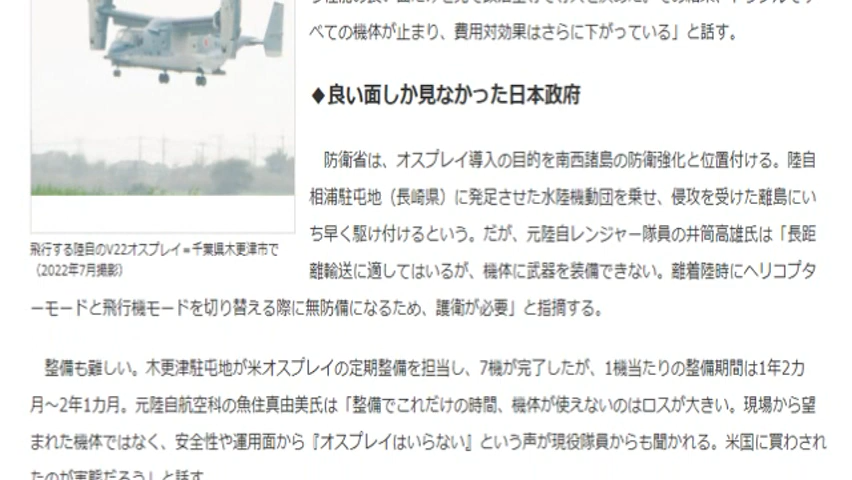 べての機体が止まり、費用対効果はさらに下がっている」と話す。
◆良い面しか見なかった日本政府
防衛省は、オスプレイ導入の目的を南西諸島の防衛強化と位置付ける。陸自
相浦駐屯地（長崎県）に発足させた水陸機動団を乗せ、侵攻を受けた離島にい
ち早く駆け付けるという。だが、元陸自レンジャー隊員の井筒高雄氏は「長距
離輸送に適してはいるが、機体に武器を装備できない。離着陸時にヘリコプタ
ーモードと飛行機モードを切り替える際に無防備になるため、護衛が必要」と指摘する。
飛行する陸自のV22オスプレイ＝千葉県木更津市で
（2022年7月撮影）
整備も難しい。木更津駐屯地が米オスプレイの定期整備を担当し、7機が完了したが、1機当たりの整備期間は1年2カ
月〜2年1カ月。元陸自航空科の魚住真由美氏は「整備でこれだけの時間、機体が使えないのはロスが大きい。現場から望
まれた機体ではなく、安全性や運用面から『オスプレイはいらない』という声が現役隊員からも聞かれる。米国に買わされ
たのが実態だろう」と話す